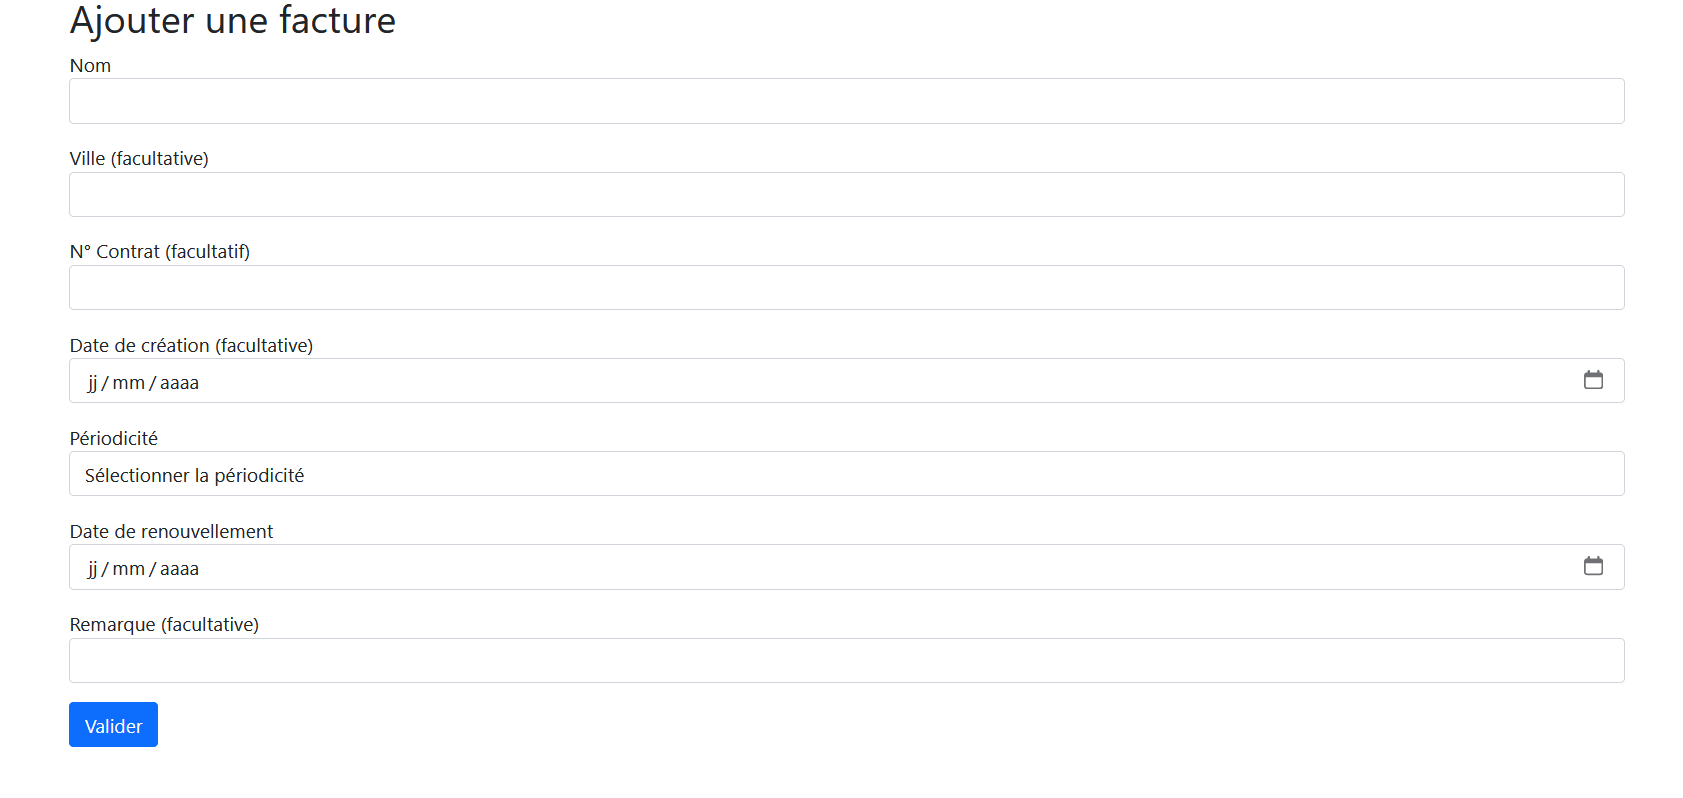 Ajouter une facture
Nom
Ville (facultative)
N° Contrat (facultatif)
Date de création (facultative)
jj/mm/aaaa
Périodicité
Sélectionner la périodicité
Date de renouvellement
jj/mm/aaaa
Remarque (facultative)
Valider